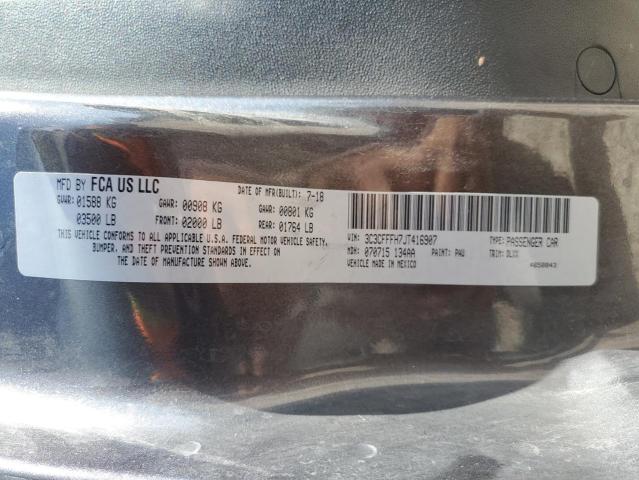 MFD BY FCA US LLC DATE OF MFR(BUILT): 7-18
GVWR: 01588 KG GAWR: 00908 KG GAWR: 00801 KG
03500 LB FRONT: 02000 LB REAR: 01764 LB
THIS VEHICLE CONFORMS TO ALL APPLICABLE U.S.A. FEDERAL MOTOR VEHICLE SAFETY,
BUMPER, AND THEFT PREVENTION STANDARDS IN EFFECT ON
THE DATE OF MANUFACTURE SHOWN ABOVE.
VIN: 3C3CFFFH7JT416907 TYPE: PASSENGER CAR
MDH: 070715 134AA PAINT: PAU TRIM: DLXX
VEHICLE MADE IN MEXICO 4650043